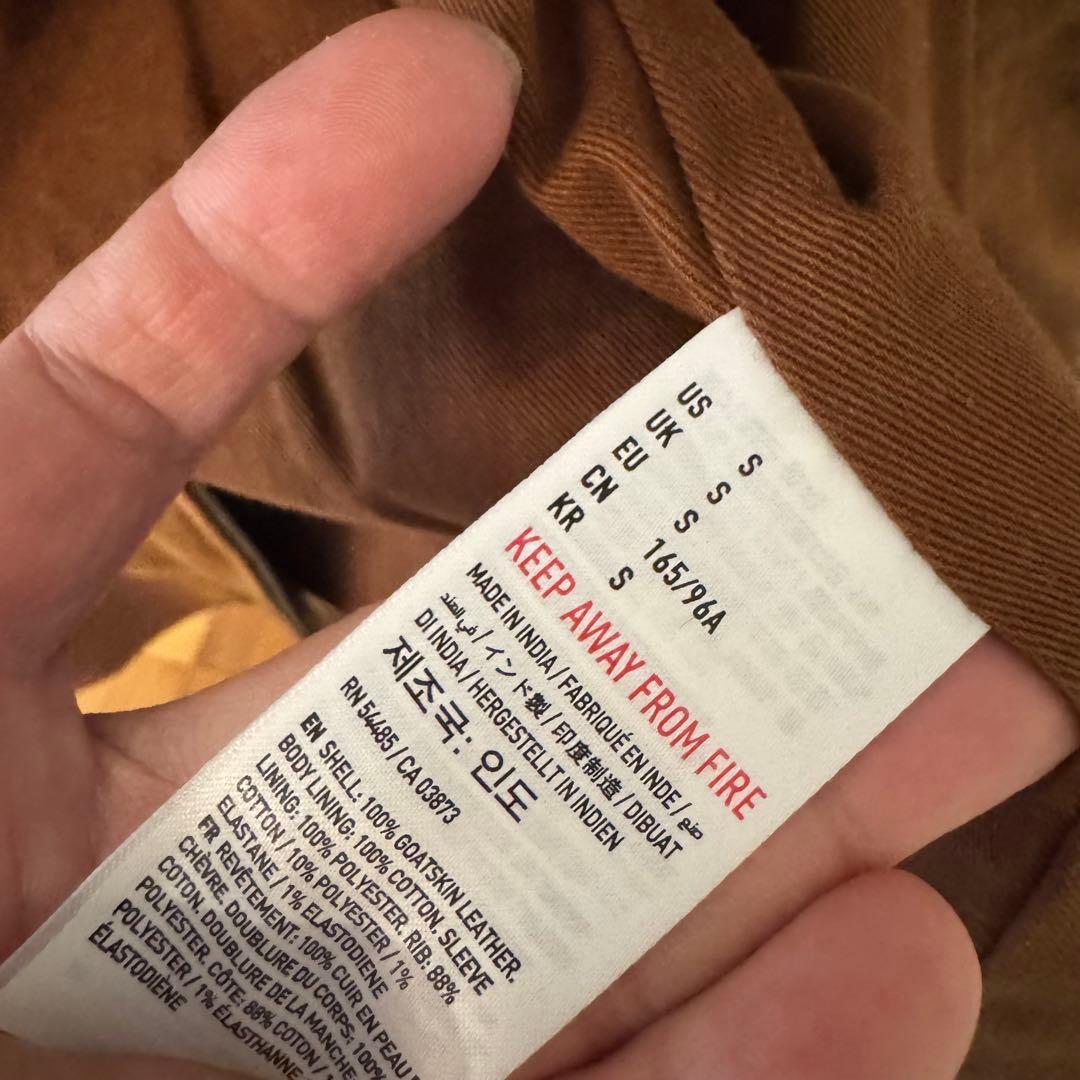 US S
UK S
EU S
CN 165/96A
KR S
KEEP AWAY FROM FIRE
MADE IN INDIA / FABRIQUÉ EN INDE / صنع
في الهند / インド製 / 印度制造 / DIBUAT
DI INDIA / HERGESTELLT IN INDIEN
제조국: 인도
RN 54485 / CA 03873
EN SHELL: 100% GOATSKIN LEATHER.
BODY LINING: 100% COTTON. SLEEVE
LINING: 100% POLYESTER. RIB: 88%
COTTON / 10% POLYESTER / 1%
ELASTANE / 1% ELASTODIENE
FR REVÊTEMENT: 100% CUIR EN PEAU
CHÈVRE. DOUBLURE DU CORPS: 100%
COTON. DOUBLURE DE LA MANCHE:
POLYESTER. CÔTE: 88% COTON /
POLYESTER / 1% ÉLASTHANNE
ÉLASTODIÈNE